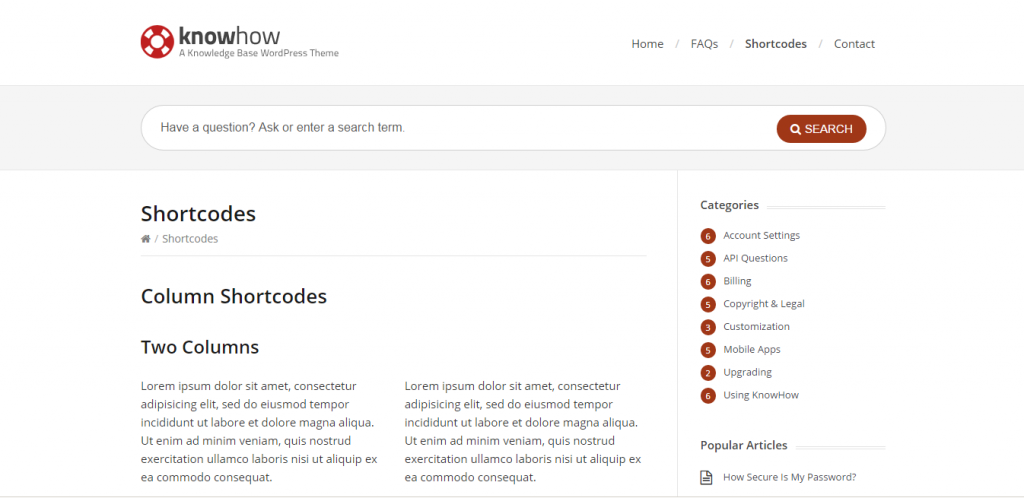 knowhow
A Knowledge Base WordPress Theme
Home / FAQs / Shortcodes / Contact
Have a question? Ask or enter a search term.
SEARCH
Shortcodes
/ Shortcodes
Column Shortcodes
Two Columns
Lorem ipsum dolor sit amet, consectetur
adipisicing elit, sed do eiusmod tempor
incididunt ut labore et dolore magna aliqua.
Ut enim ad minim veniam, quis nostrud
exercitation ullamco laboris nisi ut aliquip ex
ea commodo consequat.
Lorem ipsum dolor sit amet, consectetur
adipisicing elit, sed do eiusmod tempor
incididunt ut labore et dolore magna aliqua.
Ut enim ad minim veniam, quis nostrud
exercitation ullamco laboris nisi ut aliquip ex
ea commodo consequat.
Categories
6 Account Settings
5 API Questions
6 Billing
5 Copyright & Legal
3 Customization
5 Mobile Apps
2 Upgrading
6 Using KnowHow
Popular Articles
How Secure Is My Password?